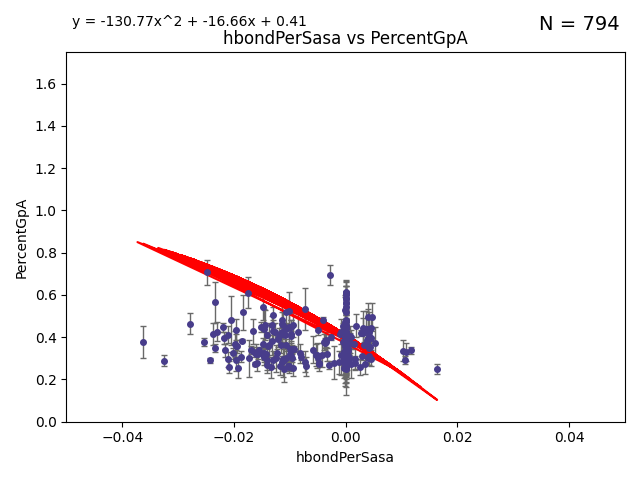 y = -130.77x^2 + -16.66x + 0.41
N = 794
hbondPerSasa vs PercentGpA
PercentGpA
1.6
1.4
1.2
1.0
0.8
0.6
0.4
0.2
0.0
−0.04 −0.02 0.00 0.02 0.04
hbondPerSasa